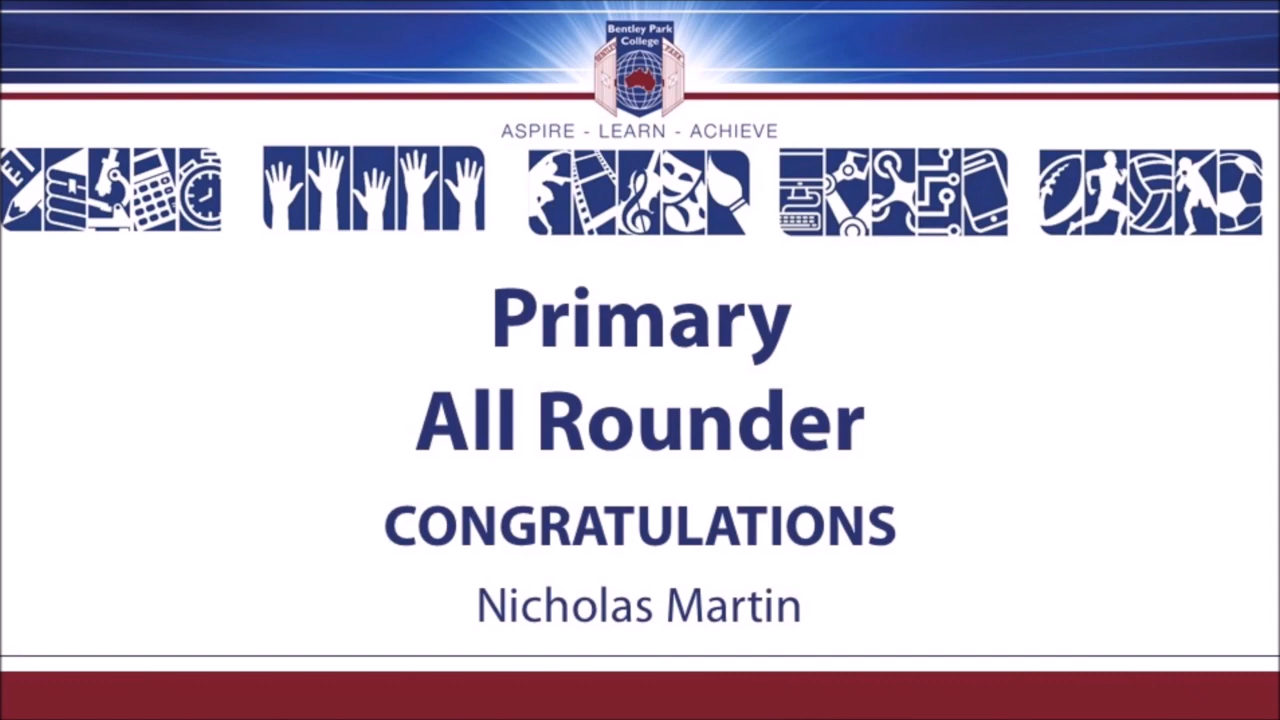 Bentley Park
College
ASPIRE - LEARN - ACHIEVE
Primary
All Rounder
CONGRATULATIONS
Nicholas Martin